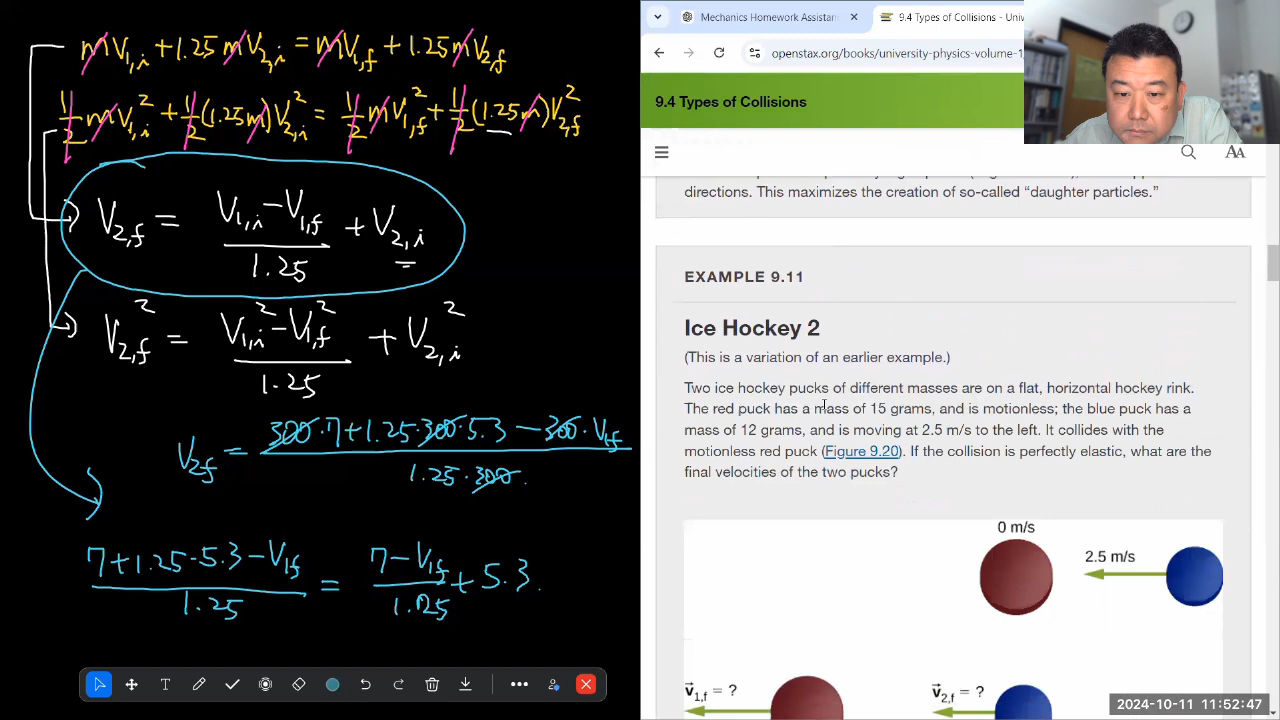 mV1,i + 1.25 mV2,i = mV1,f + 1.25 mV2,f
1/2 mV1,i² + 1/2 (1.25m)V2,i² = 1/2 mV1,f² + 1/2 (1.25m)V2,f²
V2,f = (V1,i − V1,f)/1.25 + V2,i
V2,f² = (V1,i² − V1,f²)/1.25 + V2,i²
V2f = (300·7 + 1.25·300·5.3 − 300·V1f)/(1.25·300)
(7 + 1.25·5.3 − V1f)/1.25 = (7 − V1f)/1.25 + 5.3
T
Mechanics Homework Assistan
9.4 Types of Collisions - Univ
openstax.org/books/university-physics-volume-1
9.4 Types of Collisions
AA
directions. This maximizes the creation of so-called “daughter particles.”
EXAMPLE 9.11
Ice Hockey 2
(This is a variation of an earlier example.)
Two ice hockey pucks of different masses are on a flat, horizontal hockey rink.
The red puck has a mass of 15 grams, and is motionless; the blue puck has a
mass of 12 grams, and is moving at 2.5 m/s to the left. It collides with the
motionless red puck (Figure 9.20). If the collision is perfectly elastic, what are the
final velocities of the two pucks?
0 m/s
2.5 m/s
v1,f = ?
v2,f = ?
2024-10-11 11:52:47